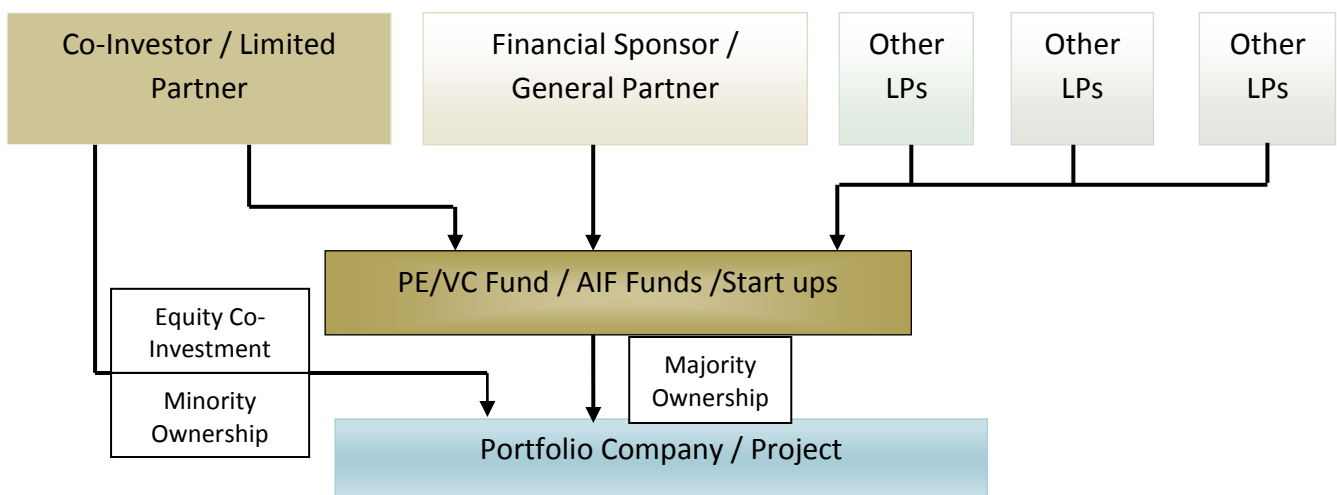 Co-Investor / Limited
Partner
Financial Sponsor /
General Partner
Other
LPs
Other
LPs
Other
LPs
PE/VC Fund / AIF Funds /Start ups
Equity Co-
Investment
Minority
Ownership
Majority
Ownership
Portfolio Company / Project